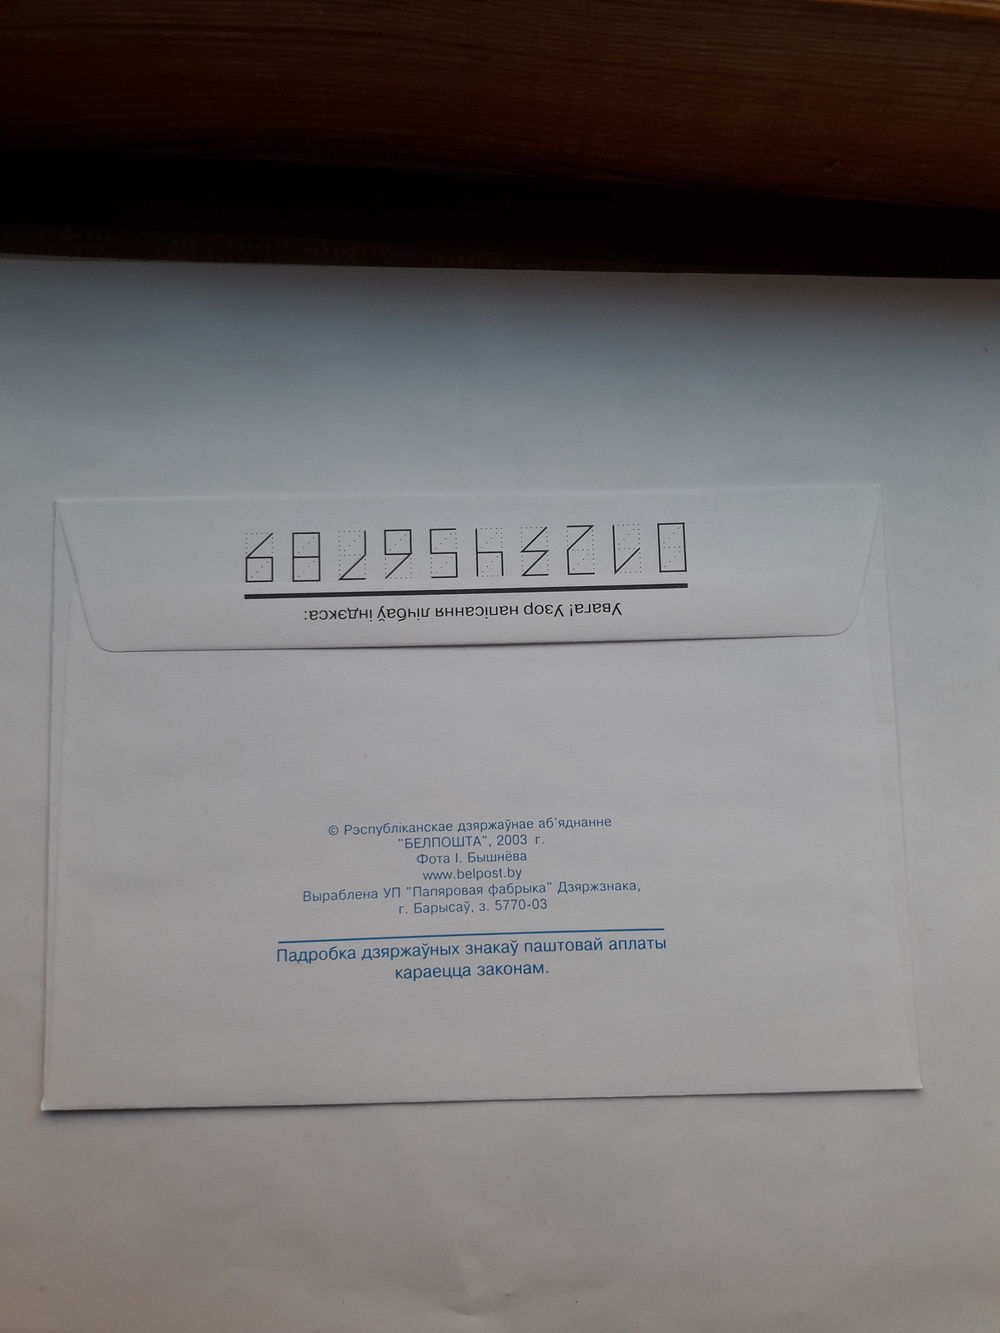 Увага! Узор напісання лічбаў індэкса:
0123456789
© Рэспубліканскае дзяржаўнае аб'яднанне
"БЕЛПОШТА", 2003 г.
Фота І. Бышнёва
www.belpost.by
Выраблена УП "Папяровая фабрыка" Дзяржзнака,
г. Барысаў, з. 5770-03
Падробка дзяржаўных знакаў паштовай аплаты
караецца законам.